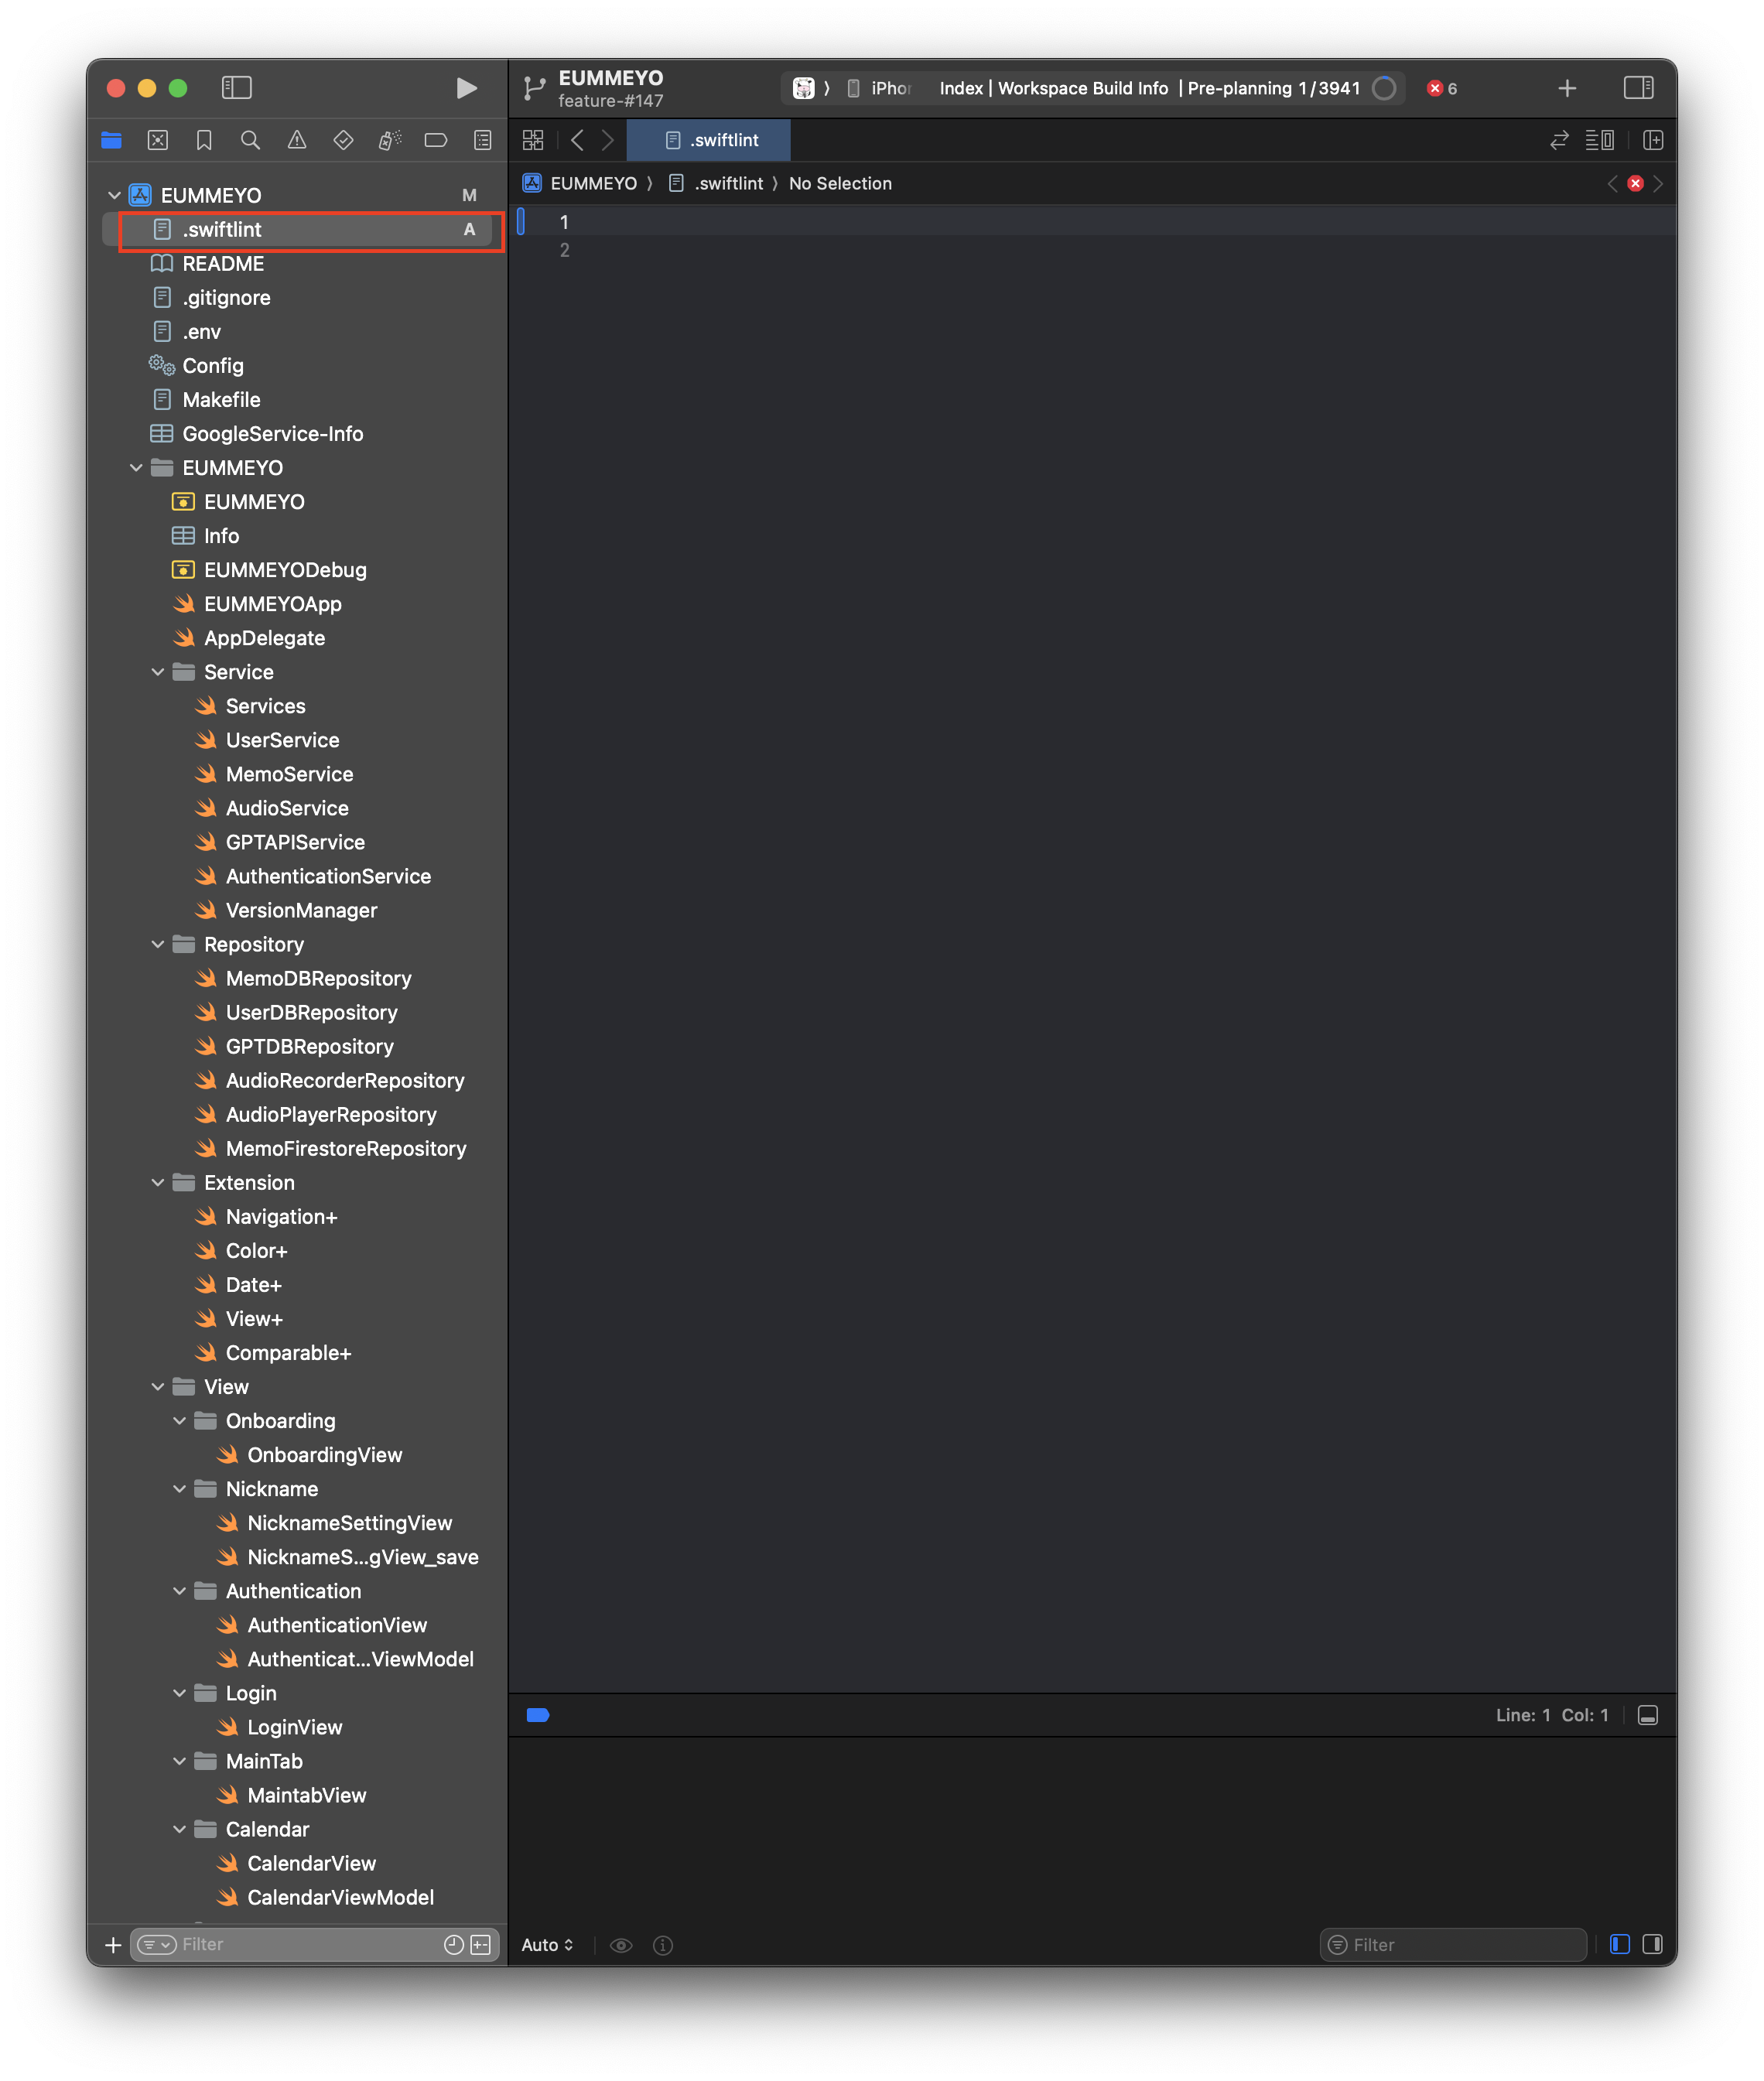 EUMMEYO
feature-#147
iPhor
Index | Workspace Build Info | Pre-planning 1/3941
6
.swiftlint
EUMMEYO
.swiftlint
No Selection
EUMMEYO M
.swiftlint A
README
.gitignore
.env
Config
Makefile
GoogleService-Info
EUMMEYO
EUMMEYO
Info
EUMMEYODebug
EUMMEYOApp
AppDelegate
Service
Services
UserService
MemoService
AudioService
GPTAPIService
AuthenticationService
VersionManager
Repository
MemoDBRepository
UserDBRepository
GPTDBRepository
AudioRecorderRepository
AudioPlayerRepository
MemoFirestoreRepository
Extension
Navigation+
Color+
Date+
View+
Comparable+
View
Onboarding
OnboardingView
Nickname
NicknameSettingView
NicknameS...gView_save
Authentication
AuthenticationView
Authenticat...ViewModel
Login
LoginView
MainTab
MaintabView
Calendar
CalendarView
CalendarViewModel
Filter
1
2
Line: 1 Col: 1
Auto
Filter